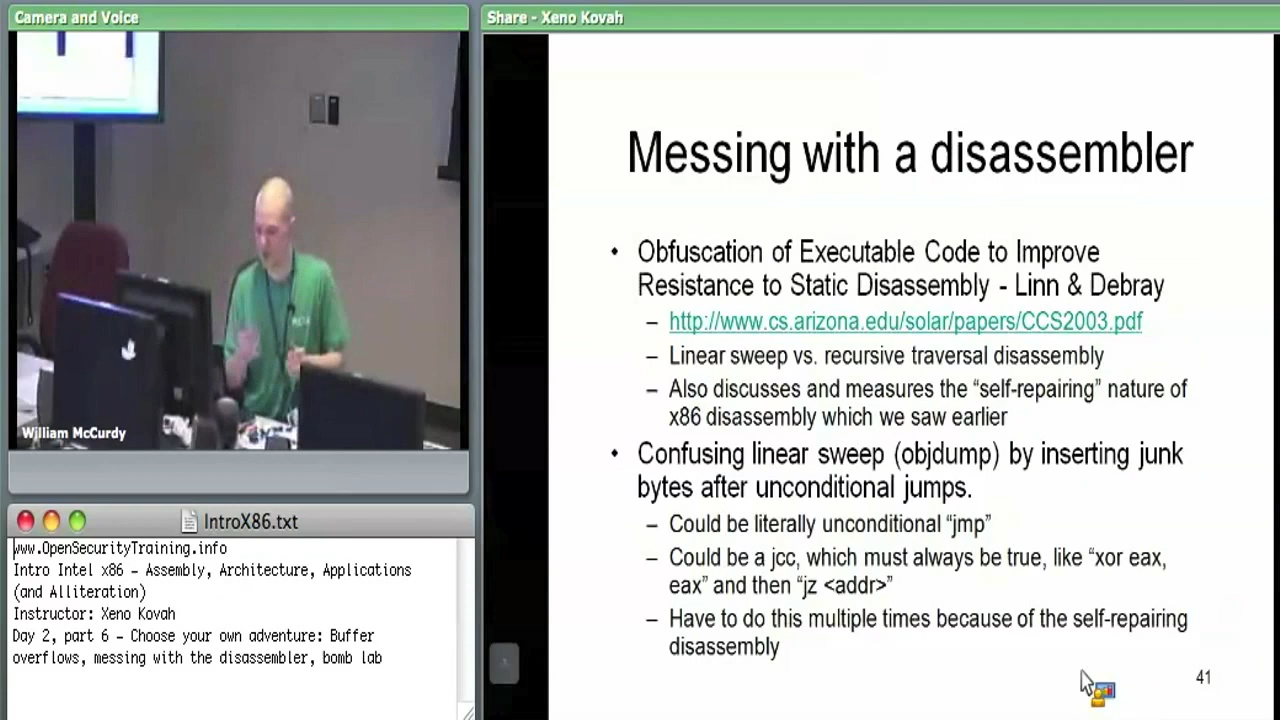 Camera and Voice
William McCurdy
IntroX86.txt
www.OpenSecurityTraining.info
Intro Intel x86 – Assembly, Architecture, Applications
(and Alliteration)
Instructor: Xeno Kovah
Day 2, part 6 – Choose your own adventure: Buffer
overflows, messing with the disassembler, bomb lab
Share - Xeno Kovah
Messing with a disassembler
• Obfuscation of Executable Code to Improve
Resistance to Static Disassembly - Linn & Debray
– http://www.cs.arizona.edu/solar/papers/CCS2003.pdf
– Linear sweep vs. recursive traversal disassembly
– Also discusses and measures the “self-repairing” nature of
x86 disassembly which we saw earlier
• Confusing linear sweep (objdump) by inserting junk
bytes after unconditional jumps.
– Could be literally unconditional “jmp”
– Could be a jcc, which must always be true, like “xor eax,
eax” and then “jz <addr>”
– Have to do this multiple times because of the self-repairing
disassembly
41